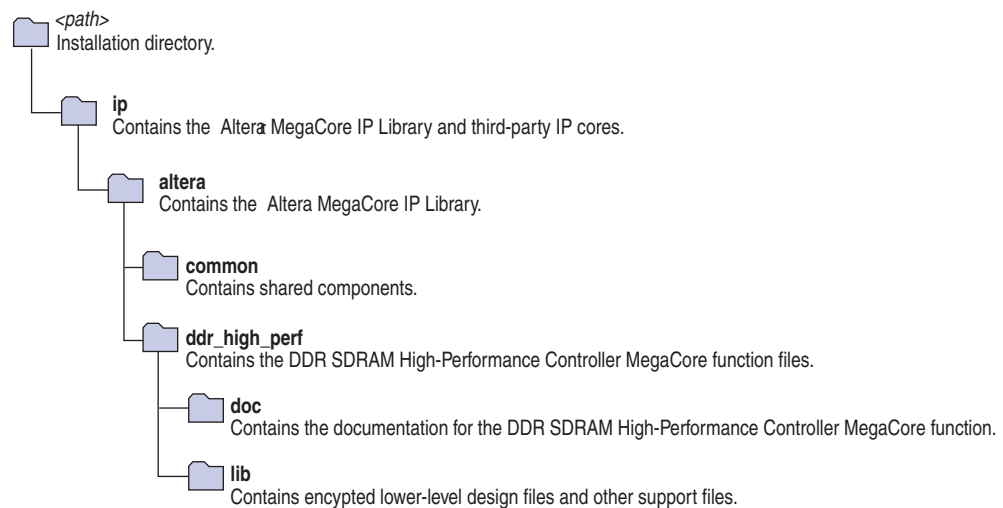 <path>
Installation directory.
ip
Contains the Altera MegaCore IP Library and third-party IP cores.
altera
Contains the Altera MegaCore IP Library.
common
Contains shared components.
ddr_high_perf
Contains the DDR SDRAM High-Performance Controller MegaCore function files.
doc
Contains the documentation for the DDR SDRAM High-Performance Controller MegaCore function.
lib
Contains encypted lower-level design files and other support files.